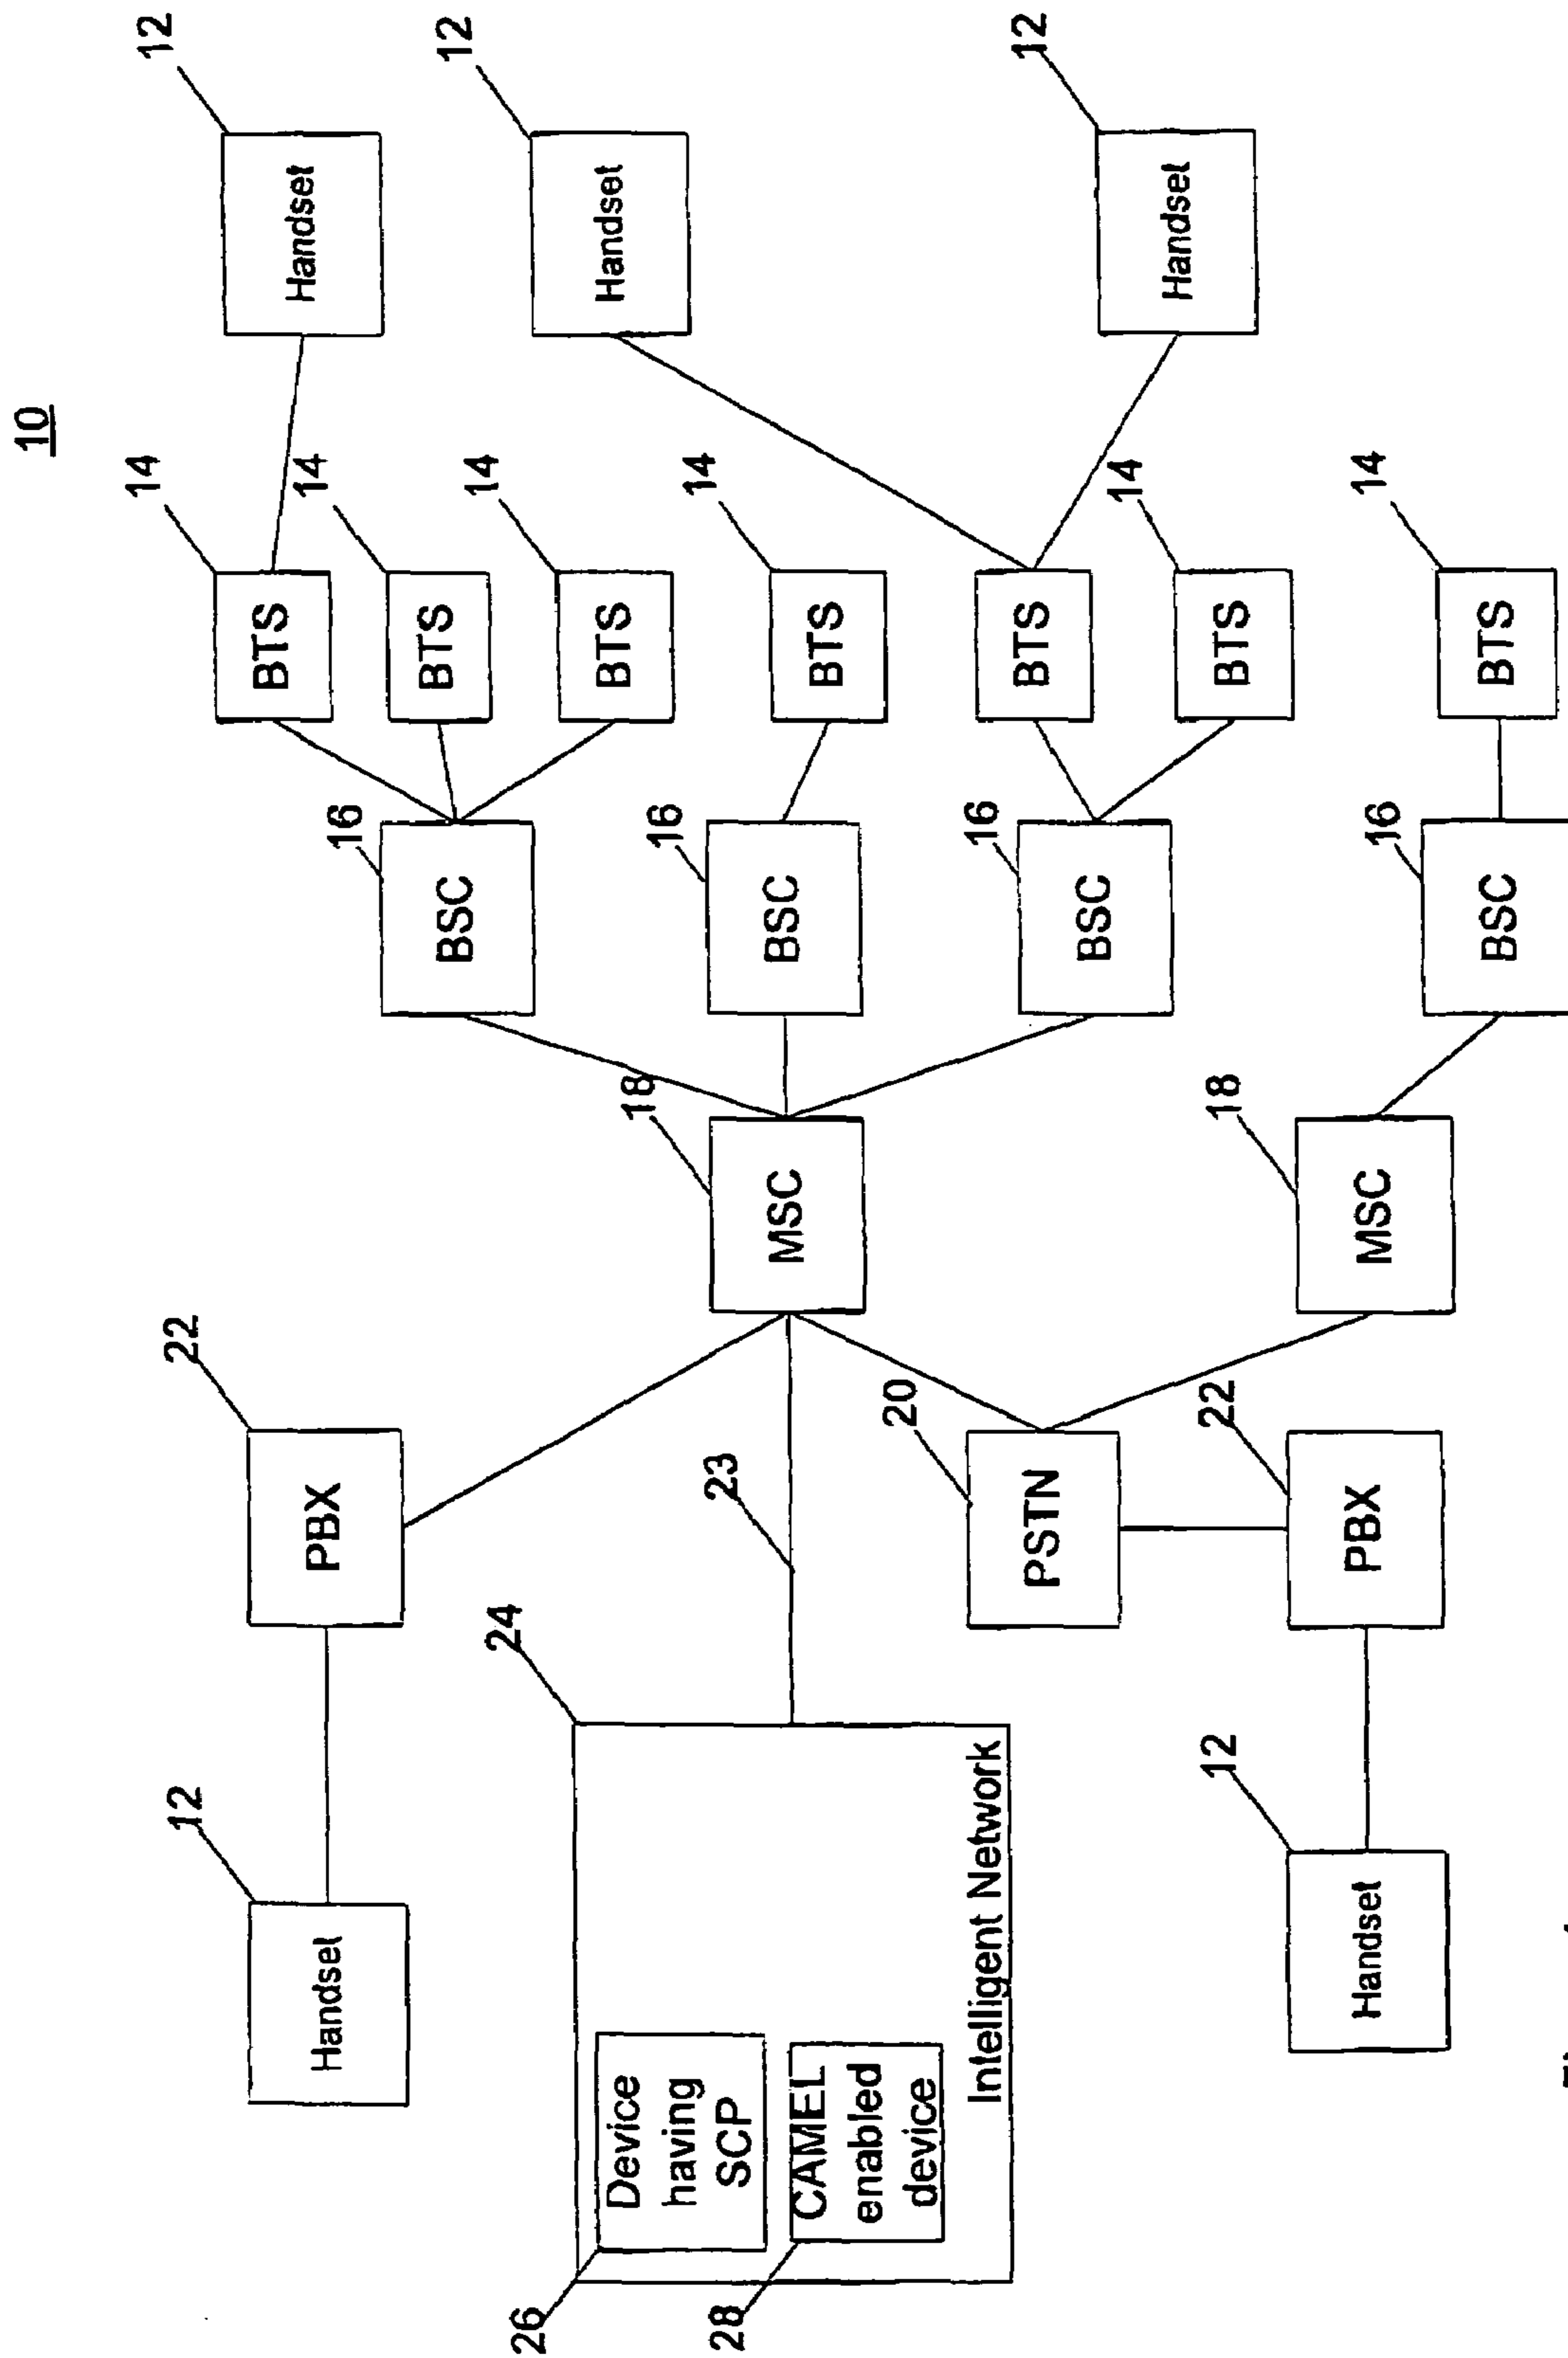 10
12
22
14
12
Handset
PBX
BTS
Handset
16
14
BSC
BTS
12
24
14
Handset
26
Device
having
SCP
BTS
18
16
14
23
28
CAMEL
enabled
device
MSC
BSC
BTS
20
16
12
Intelligent Network
PSTN
BSC
BTS
14
Handset
12
22
18
BTS
Handset
PBX
MSC
16
14
BSC
BTS